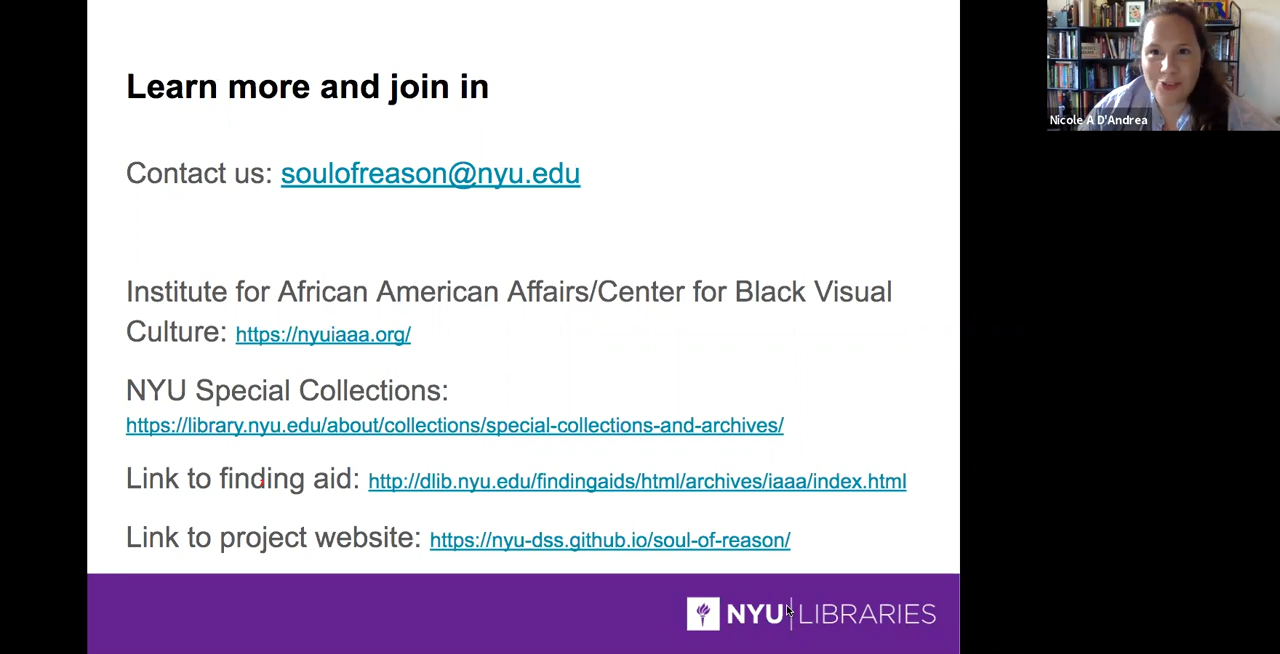 Learn more and join in
Nicole A D'Andrea
Contact us: soulofreason@nyu.edu
Institute for African American Affairs/Center for Black Visual
Culture: https://nyuiaaa.org/
NYU Special Collections:
https://library.nyu.edu/about/collections/special-collections-and-archives/
Link to finding aid: http://dlib.nyu.edu/findingaids/html/archives/iaaa/index.html
Link to project website: https://nyu-dss.github.io/soul-of-reason/
NYU LIBRARIES